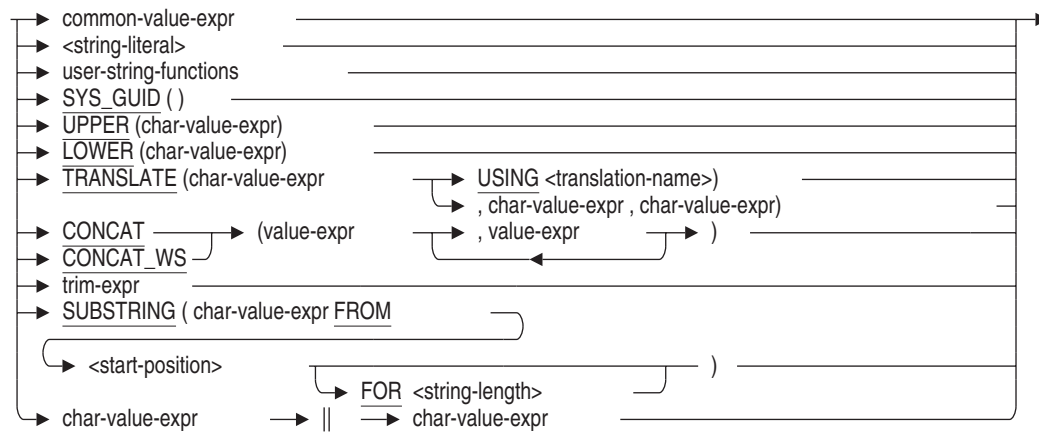 common-value-expr
<string-literal>
user-string-functions
SYS_GUID ( )
UPPER (char-value-expr)
LOWER (char-value-expr)
TRANSLATE (char-value-expr USING <translation-name>)
, char-value-expr , char-value-expr)
CONCAT (value-expr , value-expr )
CONCAT_WS
trim-expr
SUBSTRING ( char-value-expr FROM
<start-position> )
FOR <string-length>
char-value-expr || char-value-expr